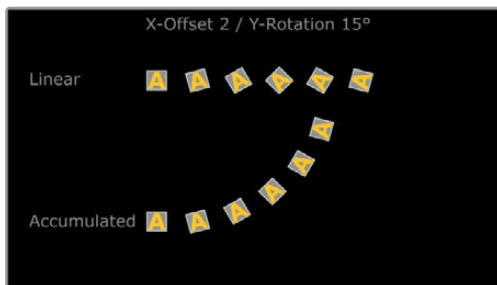 X-Offset 2 / Y-Rotation 15°
Linear A A A A A A
Accumulated A A A A A A